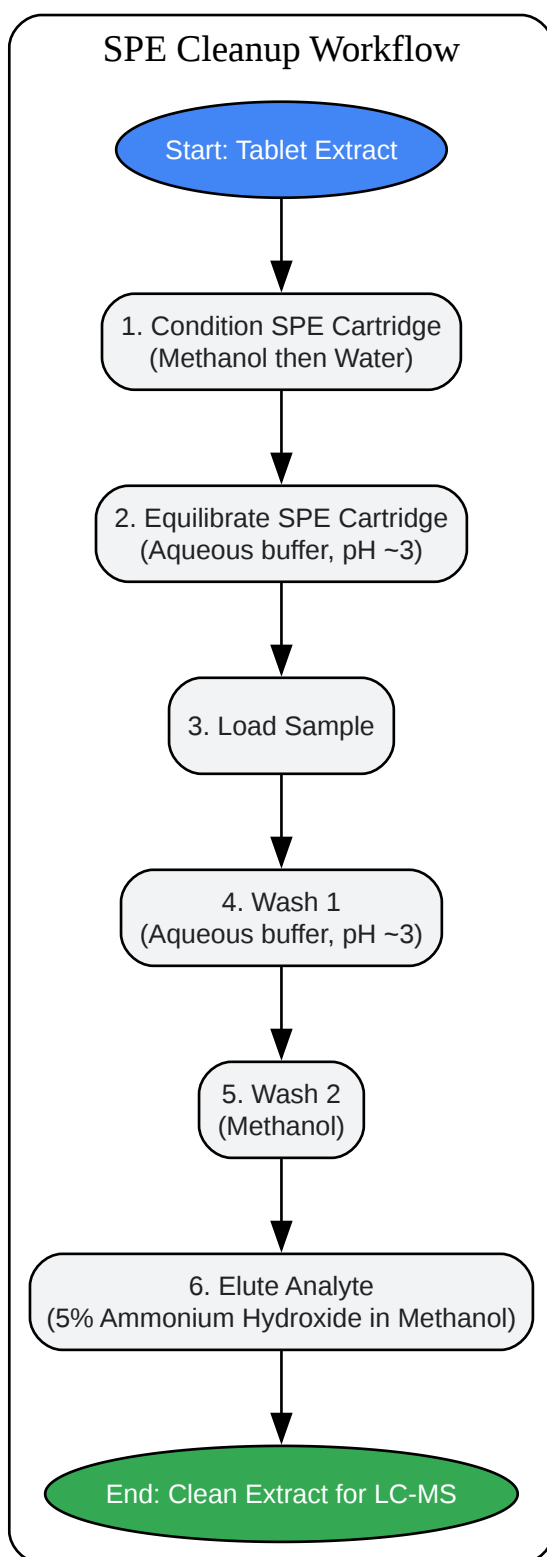 SPE Cleanup Workflow
Start: Tablet Extract
1. Condition SPE Cartridge
(Methanol then Water)
2. Equilibrate SPE Cartridge
(Aqueous buffer, pH ~3)
3. Load Sample
4. Wash 1
(Aqueous buffer, pH ~3)
5. Wash 2
(Methanol)
6. Elute Analyte
(5% Ammonium Hydroxide in Methanol)
End: Clean Extract for LC-MS